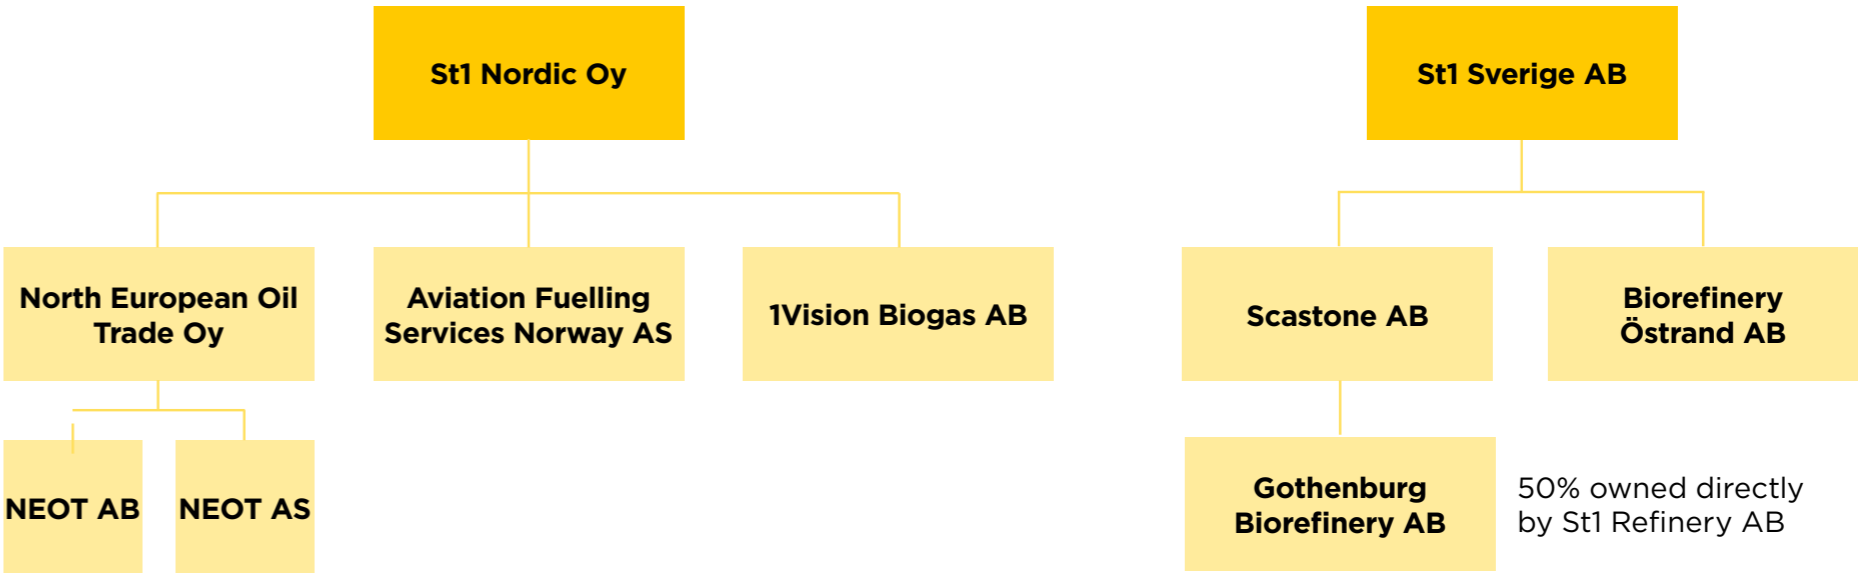 St1 Nordic Oy
St1 Sverige AB
North European Oil
Trade Oy
Aviation Fuelling
Services Norway AS
1Vision Biogas AB
Scastone AB
Biorefinery
Östrand AB
NEOT AB
NEOT AS
Gothenburg
Biorefinery AB
50% owned directly
by St1 Refinery AB